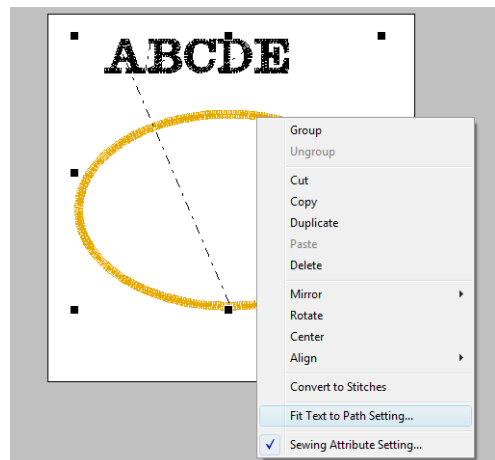 ABCDE
Group
Ungroup
Cut
Copy
Duplicate
Paste
Delete
Mirror
Rotate
Center
Align
Convert to Stitches
Fit Text to Path Setting...
Sewing Attribute Setting...